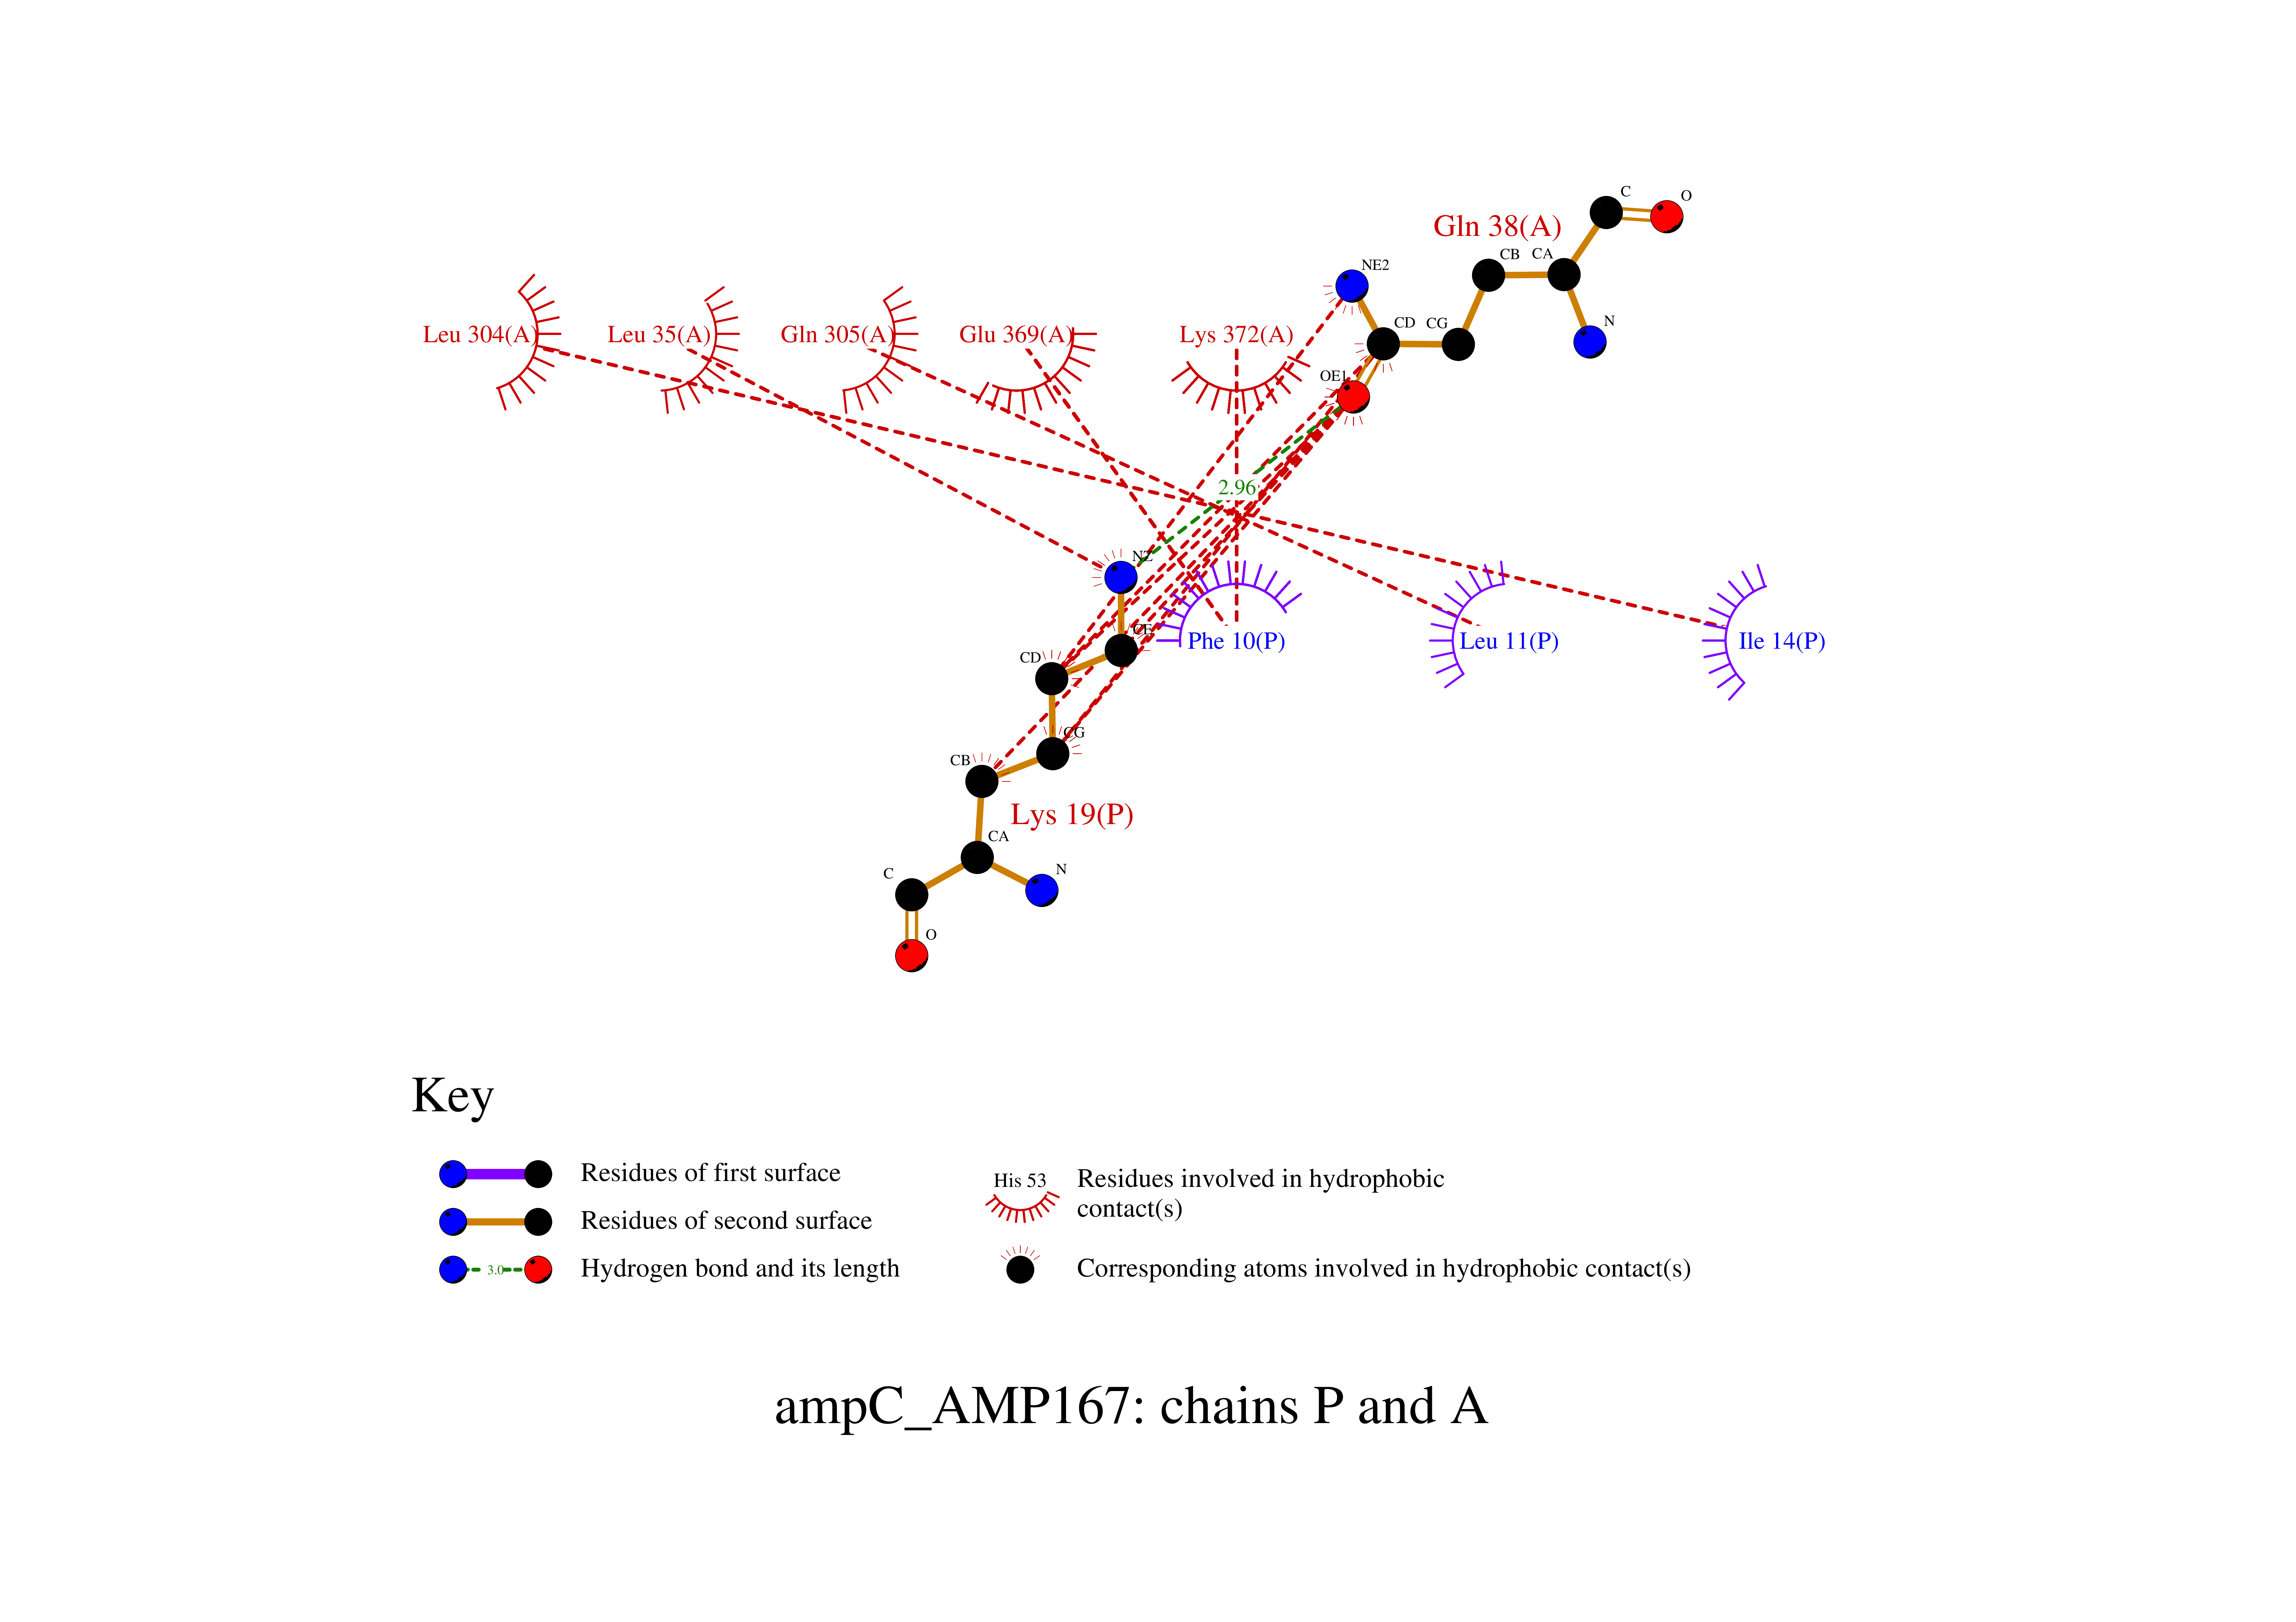 C
O
Gln 38(A)
CB
CA
NE2
N
CD
CG
Leu 304(A)
Leu 35(A)
Gln 305(A)
Glu 369(A)
Lys 372(A)
OE1
2.96
NZ
CE
Phe 10(P)
Leu 11(P)
Ile 14(P)
CD
CG
CB
Lys 19(P)
CA
C
N
O
Key
Residues of first surface
His 53
Residues involved in hydrophobic
contact(s)
Residues of second surface
3.0
Hydrogen bond and its length
Corresponding atoms involved in hydrophobic contact(s)
ampC_AMP167: chains P and A